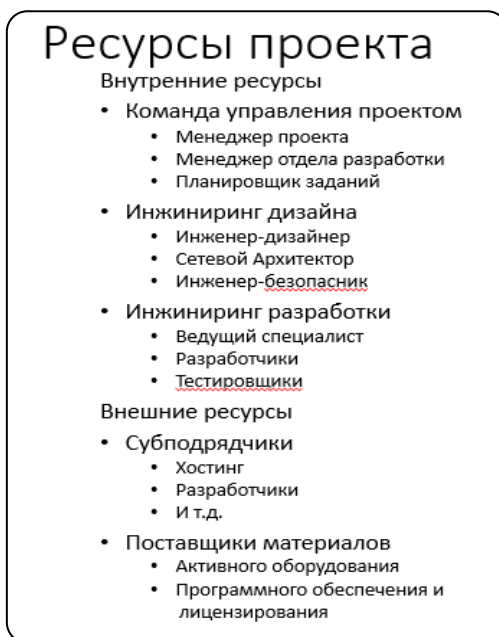 Ресурсы проекта
Внутренние ресурсы
• Команда управления проектом
• Менеджер проекта
• Менеджер отдела разработки
• Планировщик заданий
• Инжиниринг дизайна
• Инженер-дизайнер
• Сетевой Архитектор
• Инженер-безопасник
• Инжиниринг разработки
• Ведущий специалист
• Разработчики
• Тестировщики
Внешние ресурсы
• Субподрядчики
• Хостинг
• Разработчики
• И т.д.
• Поставщики материалов
• Активного оборудования
• Программного обеспечения и
лицензирования